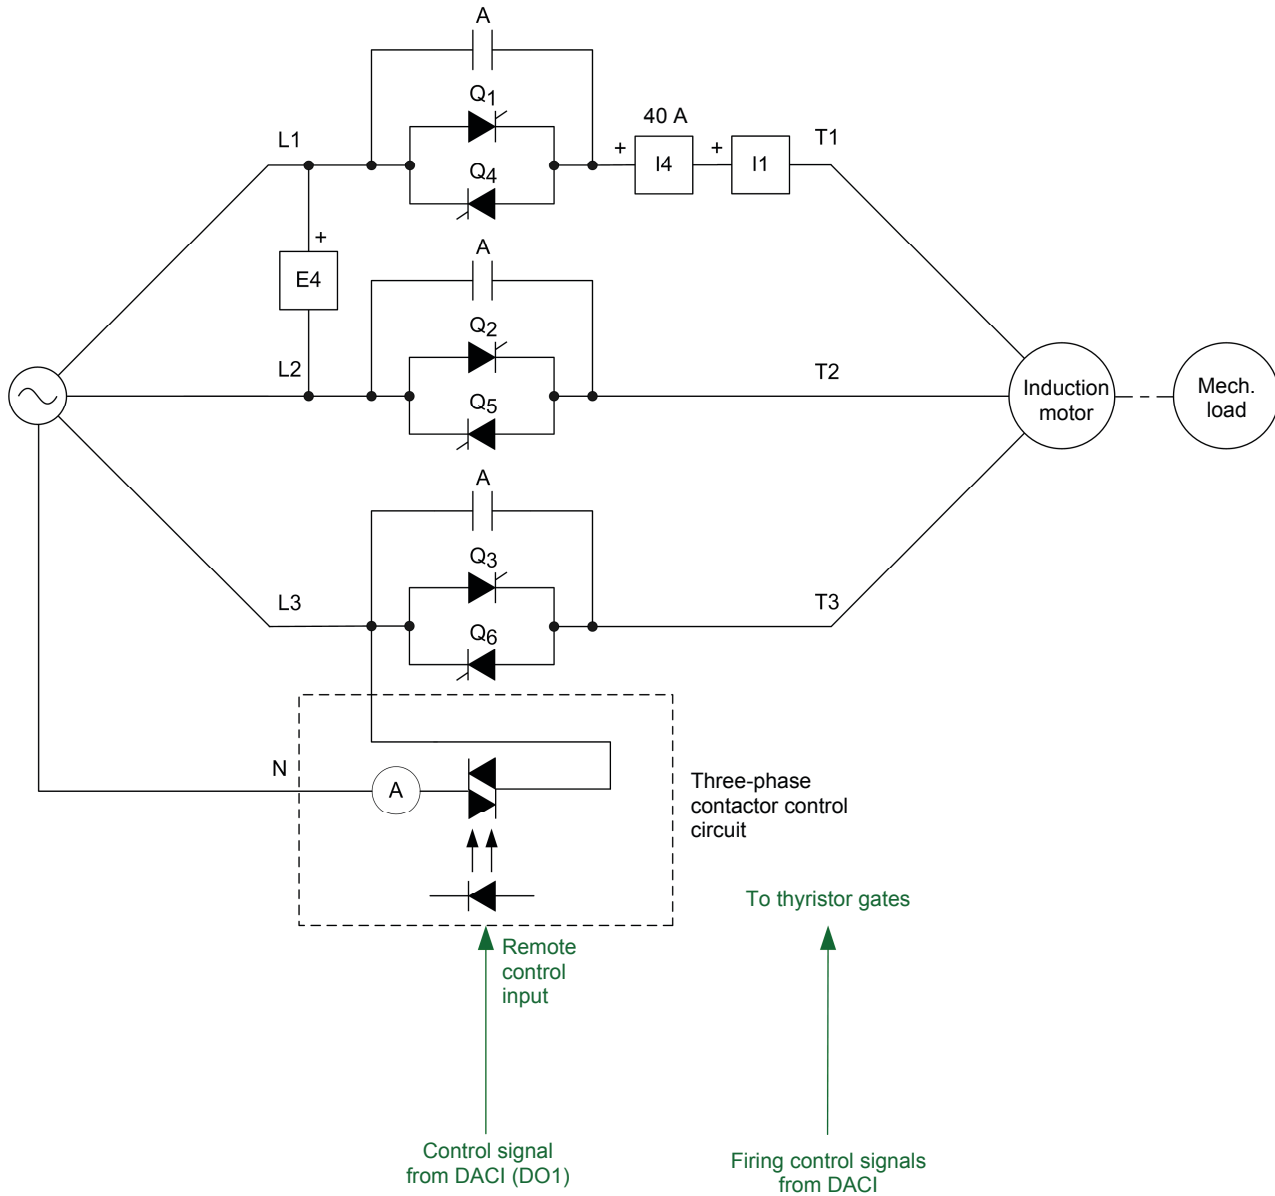 A
Q1
40 A
L1
+
+
T1
I4
I1
Q4
+
A
E4
Q2
L2
T2
Q5
Induction
motor
Mech.
load
A
Q3
L3
T3
Q6
N
A
Three-phase
contactor control
circuit
To thyristor gates
Remote
control
input
Control signal
from DACI (DO1)
Firing control signals
from DACI